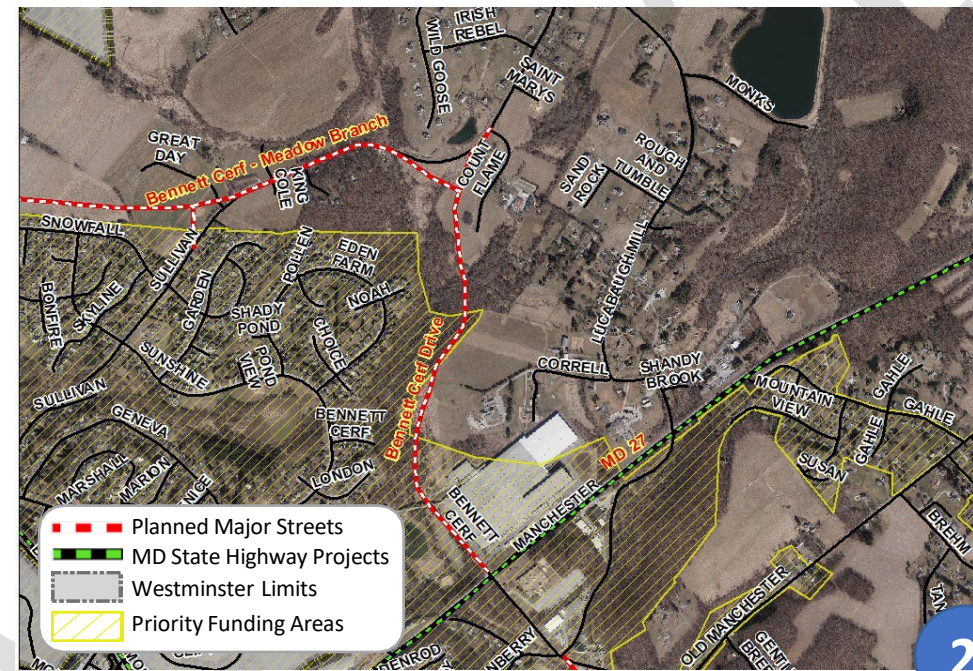 IRISH
REBEL
WILD GOOSE
SAINT
MARYS
MONKS
GREAT
DAY
Bennett Cerf - Meadow Branch
KING
COLE
COUNT
FLAME
SAND
ROCK
ROUGH
AND
TUMBLE
SNOWFALL
SULLIVAN
POLLEN
EDEN
FARM
NOAH
LUCABAUGH MILL
BONFIRE
SKYLINE
GARDEN
SHADY
POND
CHOICE
SUNSHINE
POND
VIEW
Bennett Cerf Drive
CORRELL
SHANDY
BROOK
MOUNTAIN
VIEW
GAHLE
GAHLE
GAHLE
SUSAN
SULLIVAN
GENEVA
BENNETT
CERF
MD 27
MARSHALL
MARION
LONDON
BENNETT
CERF
MANCHESTER
BREHM
OLD MANCHESTER
Planned Major Streets
MD State Highway Projects
Westminster Limits
Priority Funding Areas
2